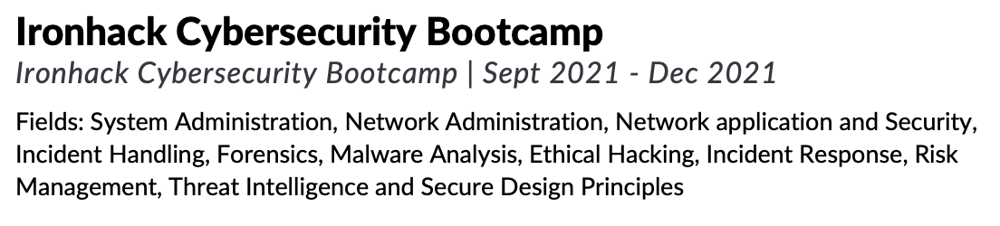 Ironhack Cybersecurity Bootcamp
Ironhack Cybersecurity Bootcamp | Sept 2021 - Dec 2021
Fields: System Administration, Network Administration, Network application and Security,
Incident Handling, Forensics, Malware Analysis, Ethical Hacking, Incident Response, Risk
Management, Threat Intelligence and Secure Design Principles